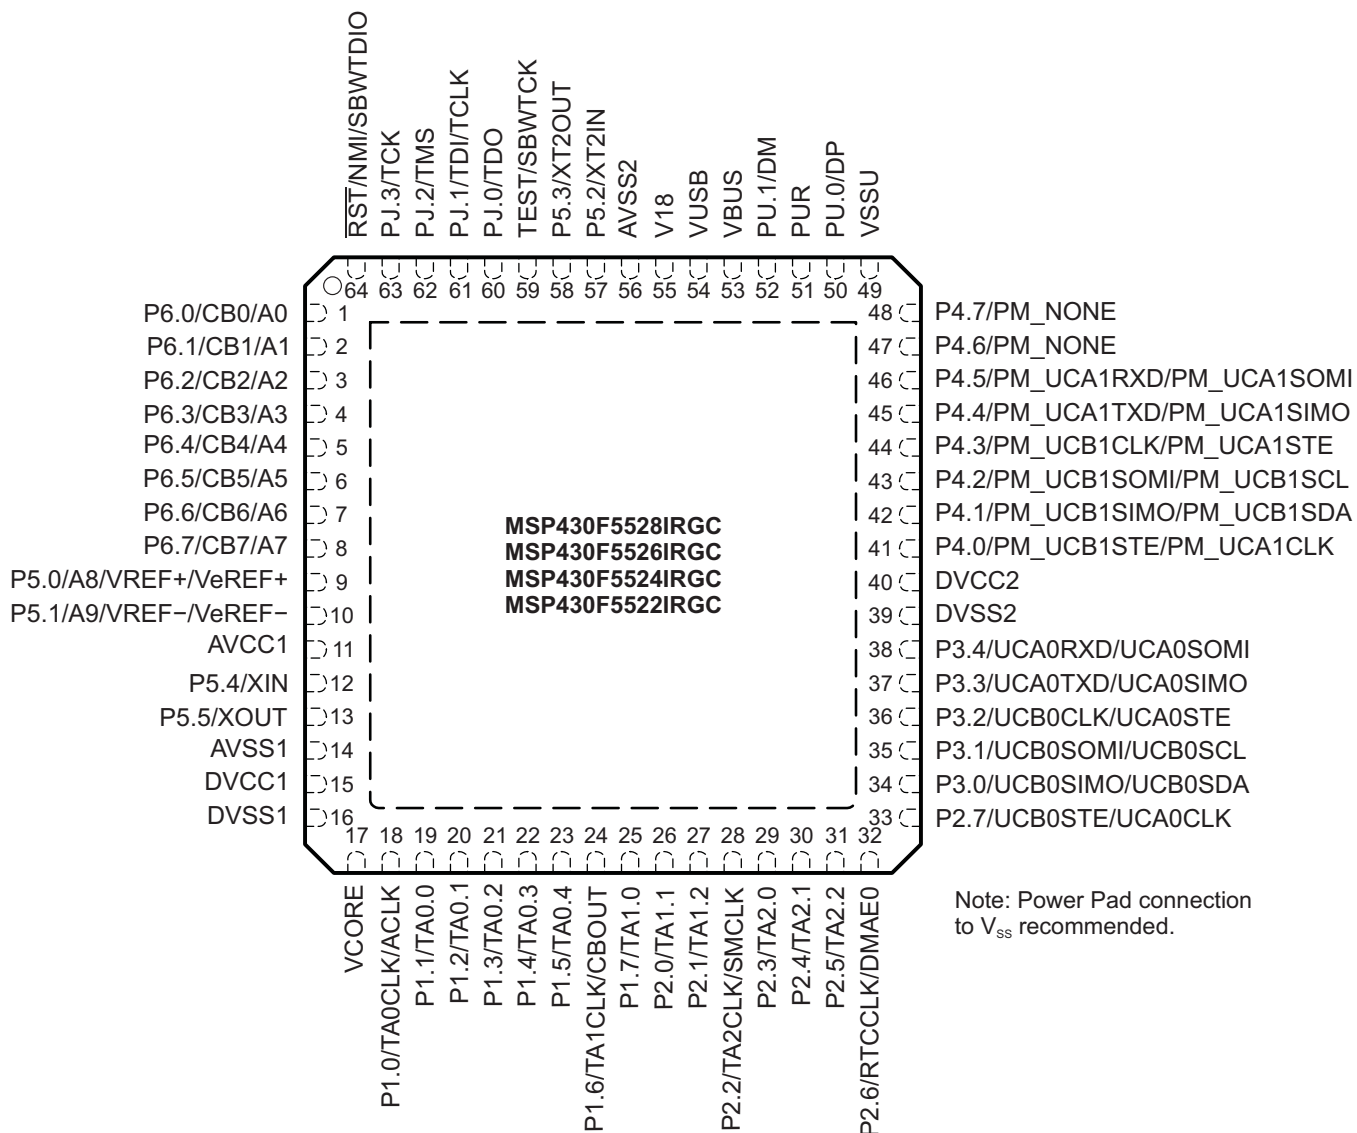 RST/NMI/SBWTDIO
PJ.3/TCK
PJ.2/TMS
PJ.1/TDI/TCLK
PJ.0/TDO
TEST/SBWTCK
P5.3/XT2OUT
P5.2/XT2IN
AVSS2
V18
VUSB
VBUS
PU.1/DM
PUR
PU.0/DP
VSSU
64 63 62 61 60 59 58 57 56 55 54 53 52 51 50 49
P6.0/CB0/A0 1
P6.1/CB1/A1 2
P6.2/CB2/A2 3
P6.3/CB3/A3 4
P6.4/CB4/A4 5
P6.5/CB5/A5 6
P6.6/CB6/A6 7
P6.7/CB7/A7 8
P5.0/A8/VREF+/VeREF+ 9
P5.1/A9/VREF−/VeREF− 10
AVCC1 11
P5.4/XIN 12
P5.5/XOUT 13
AVSS1 14
DVCC1 15
DVSS1 16
MSP430F5528IRGC
MSP430F5526IRGC
MSP430F5524IRGC
MSP430F5522IRGC
48 P4.7/PM_NONE
47 P4.6/PM_NONE
46 P4.5/PM_UCA1RXD/PM_UCA1SOMI
45 P4.4/PM_UCA1TXD/PM_UCA1SIMO
44 P4.3/PM_UCB1CLK/PM_UCA1STE
43 P4.2/PM_UCB1SOMI/PM_UCB1SCL
42 P4.1/PM_UCB1SIMO/PM_UCB1SDA
41 P4.0/PM_UCB1STE/PM_UCA1CLK
40 DVCC2
39 DVSS2
38 P3.4/UCA0RXD/UCA0SOMI
37 P3.3/UCA0TXD/UCA0SIMO
36 P3.2/UCB0CLK/UCA0STE
35 P3.1/UCB0SOMI/UCB0SCL
34 P3.0/UCB0SIMO/UCB0SDA
33 P2.7/UCB0STE/UCA0CLK
17 18 19 20 21 22 23 24 25 26 27 28 29 30 31 32
VCORE
P1.0/TA0CLK/ACLK
P1.1/TA0.0
P1.2/TA0.1
P1.3/TA0.2
P1.4/TA0.3
P1.5/TA0.4
P1.6/TA1CLK/CBOUT
P1.7/TA1.0
P2.0/TA1.1
P2.1/TA1.2
P2.2/TA2CLK/SMCLK
P2.3/TA2.0
P2.4/TA2.1
P2.5/TA2.2
P2.6/RTCCLK/DMAE0
Note: Power Pad connection
to Vss recommended.